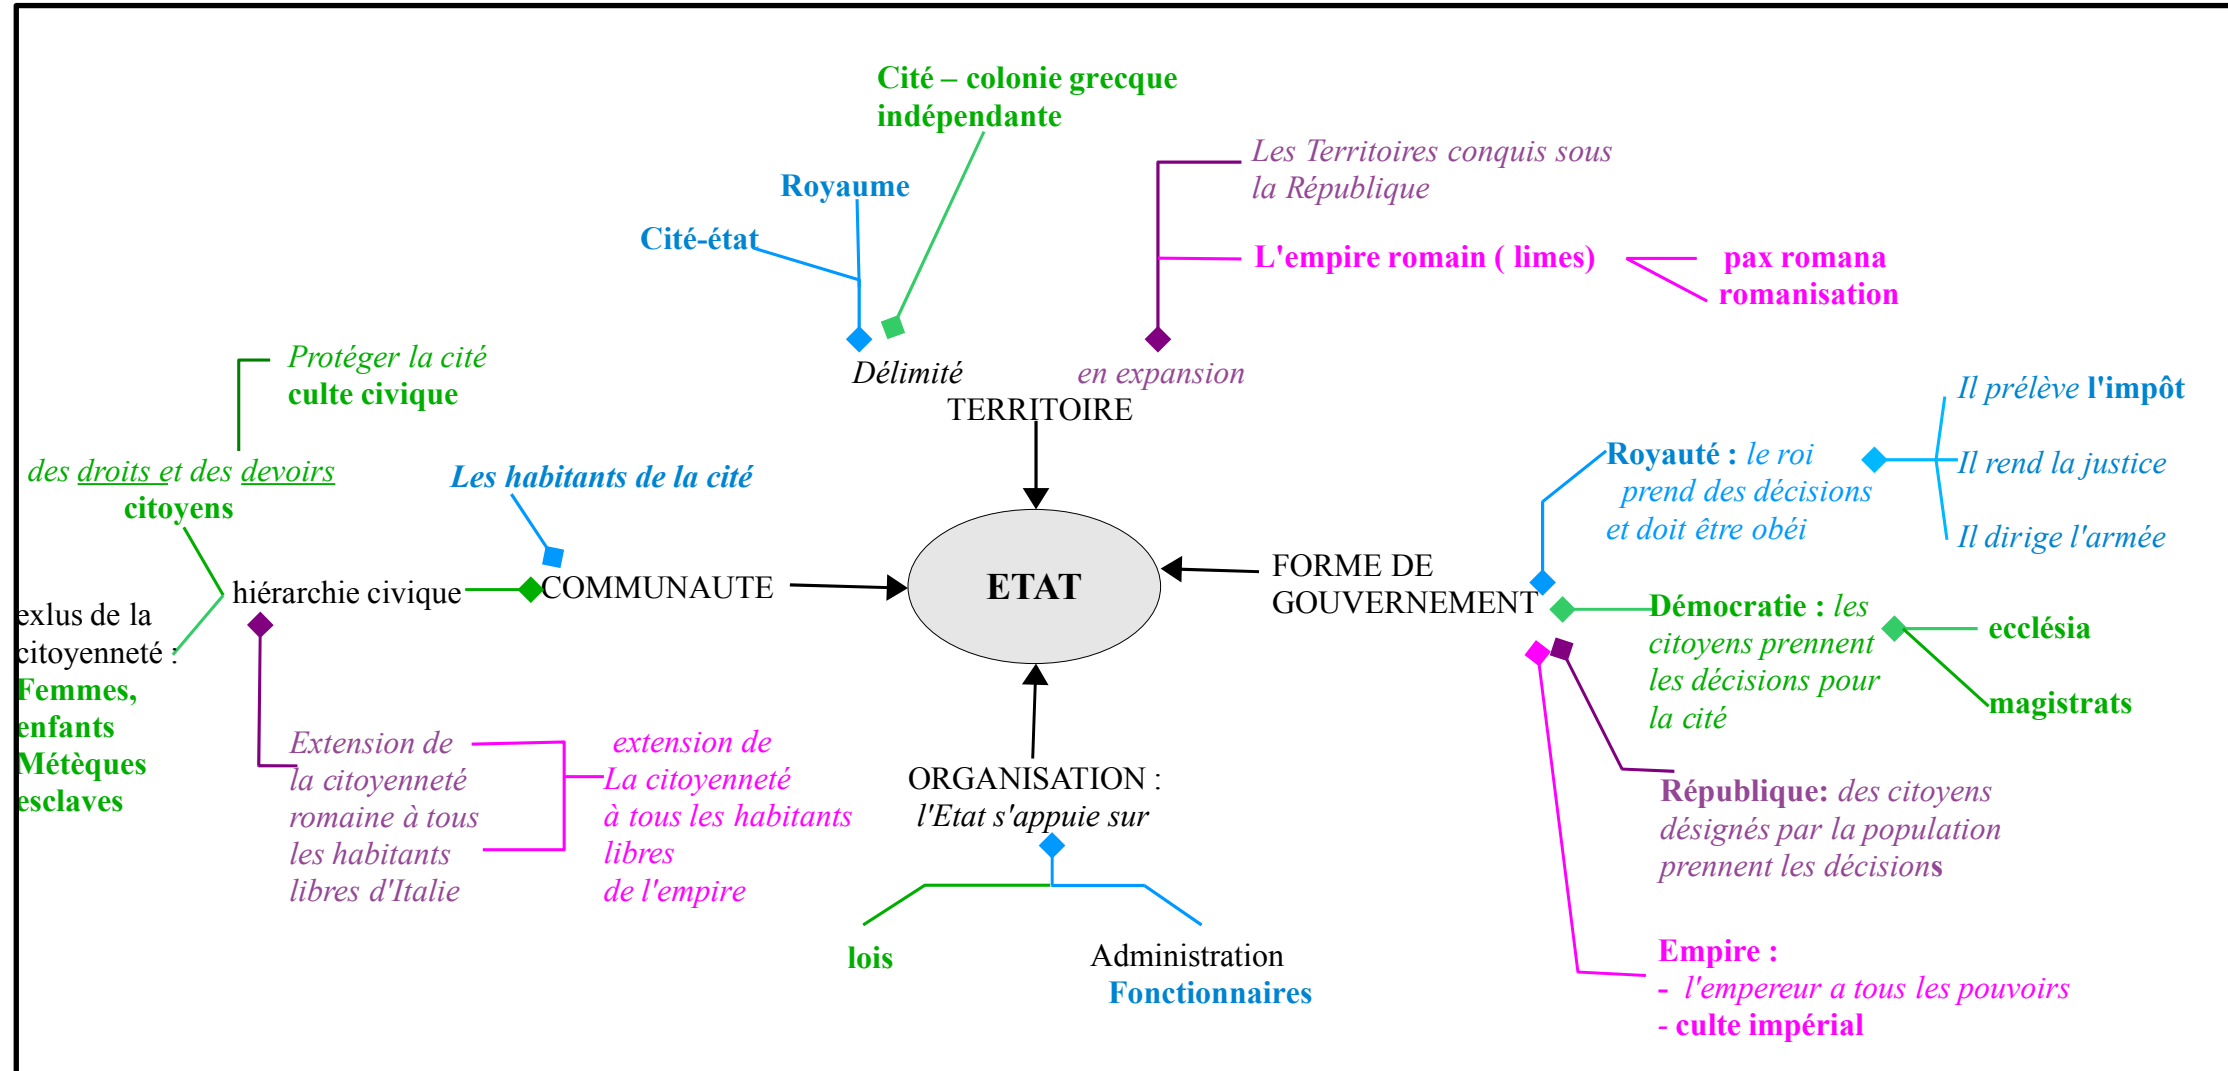 Cité – colonie grecque
indépendante
Royaume
Cité-état
Les Territoires conquis sous
la République
L'empire romain ( limes)
pax romana
romanisation
Délimité
en expansion
TERRITOIRE
Protéger la cité
culte civique
des droits et des devoirs
citoyens
Les habitants de la cité
hiérarchie civique
COMMUNAUTE
exlus de la
citoyenneté :
Femmes,
enfants
Métèques
esclaves
Extension de
la citoyenneté
romaine à tous
les habitants
libres d'Italie
extension de
La citoyenneté
à tous les habitants
libres
de l'empire
ETAT
ORGANISATION :
l'Etat s'appuie sur
lois
Administration
Fonctionnaires
FORME DE
GOUVERNEMENT
Royauté : le roi
prend des décisions
et doit être obéi
Il prélève l'impôt
Il rend la justice
Il dirige l'armée
Démocratie : les
citoyens prennent
les décisions pour
la cité
ecclésia
magistrats
République: des citoyens
désignés par la population
prennent les décisions
Empire :
- l'empereur a tous les pouvoirs
- culte impérial